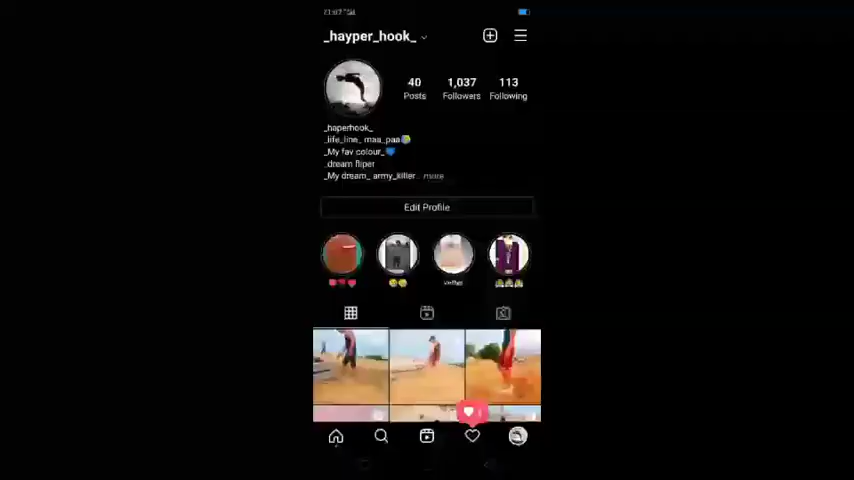 _hayper_hook_
40 1,037 113
Posts Followers Following
_haperhook_
_life_line_ maa_paa
_My fav colour_💙
_dream fliper
_My dream_ army_killer... more
Edit Profile